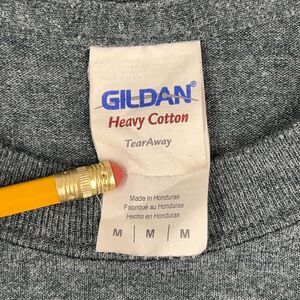 GILDAN®
Heavy Cotton
TearAway
Made in Honduras
Fabriqué au Honduras
Hecho en Honduras
M | M | M